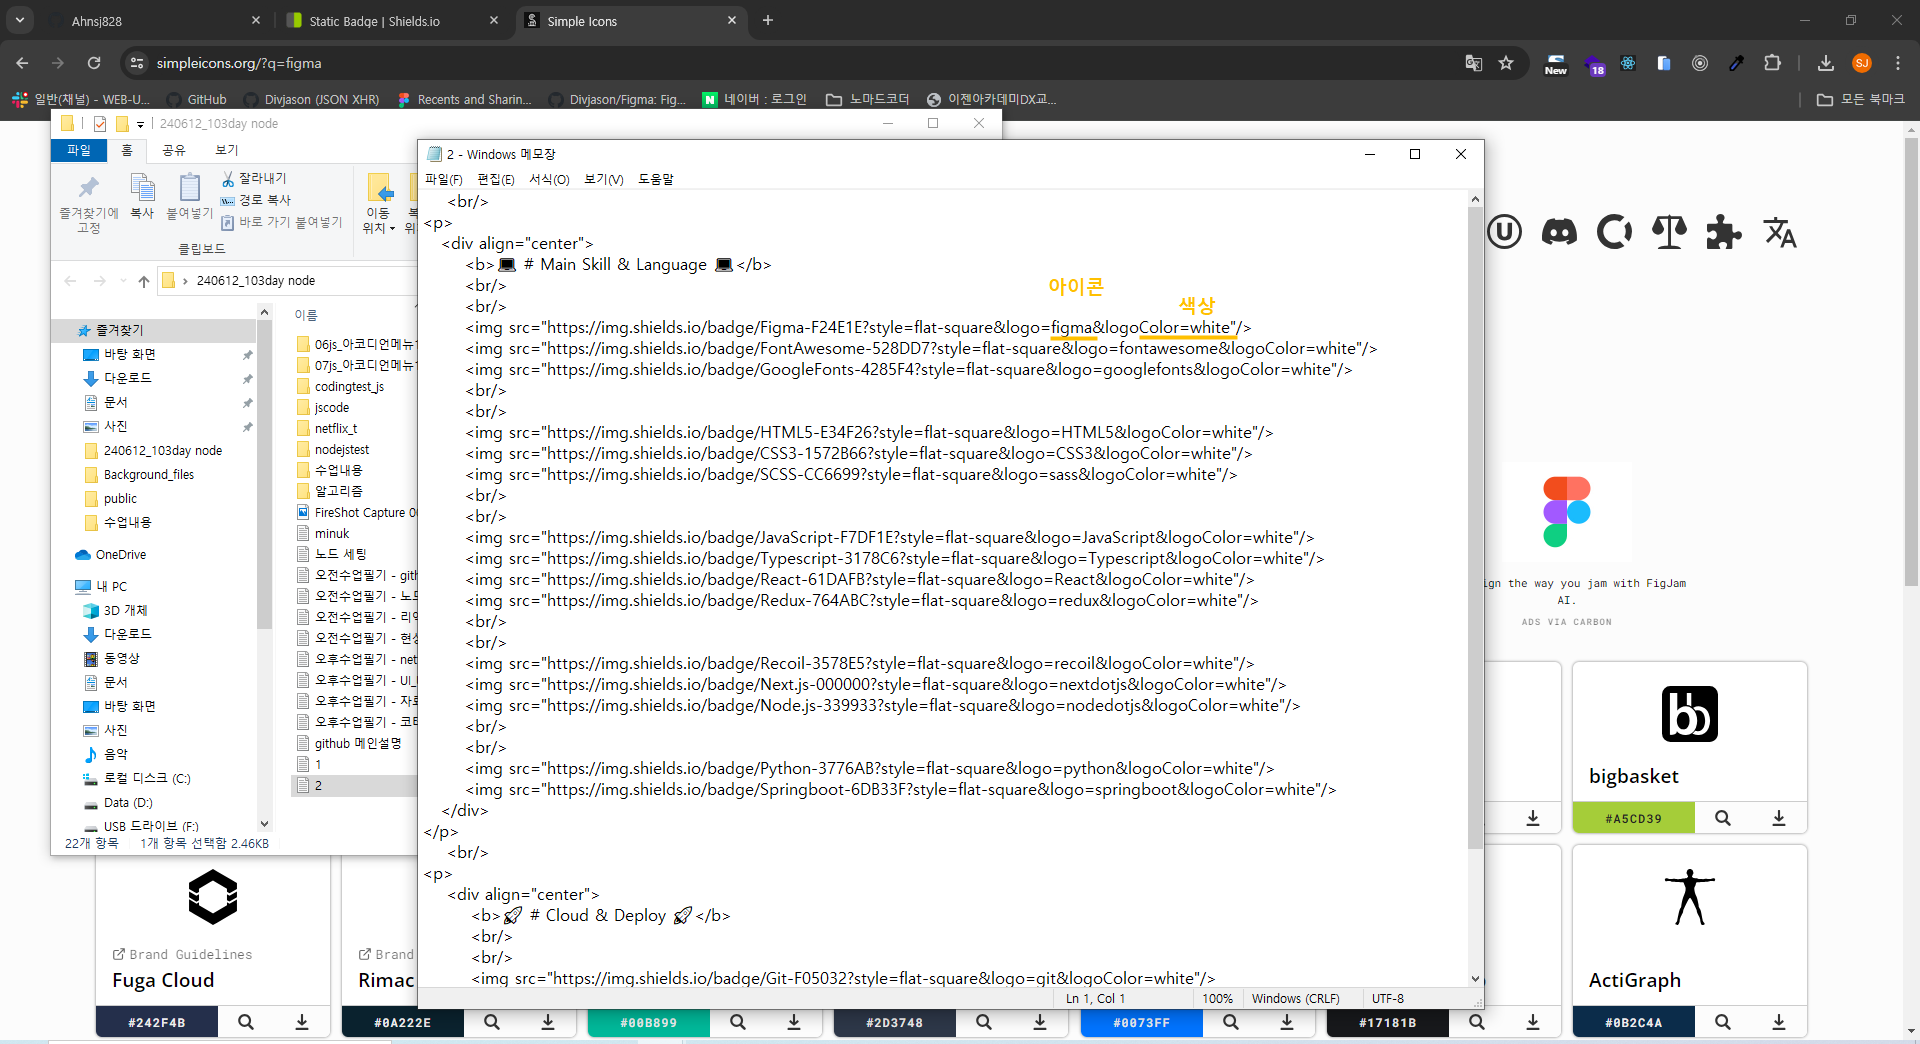 Ahnsj828
Static Badge | Shields.io
Simple Icons
simpleicons.org/?q=figma
New
18
SJ
일반(채널) - WEB-U...
GitHub
Divjason (JSON XHR)
Recents and Sharin...
Divjason/Figma: Fig...
N 네이버 : 로그인
노마드코더
이젠아카데미DX교...
모든 북마크
240612_103day node
파일
홈
공유
보기
즐겨찾기에 고정
복사
붙여넣기
잘라내기
경로 복사
바로 가기 붙여넣기
이동 위치
클립보드
240612_103day node
즐겨찾기
바탕 화면
다운로드
문서
사진
240612_103day node
Background_files
public
수업내용
OneDrive
내 PC
3D 개체
다운로드
동영상
문서
바탕 화면
사진
음악
로컬 디스크 (C:)
Data (D:)
USB 드라이브 (F:)
22개 항목
1개 항목 선택함 2.46KB
이름
06js_아코디언메뉴1
07js_아코디언메뉴1
codingtest_js
jscode
netflix_t
nodejstest
수업내용
알고리즘
FireShot Capture 0
minuk
노드 세팅
오전수업필기 - gith
오전수업필기 - 노드
오전수업필기 - 리액
오전수업필기 - 현상
오후수업필기 - net
오후수업필기 - UI_
오후수업필기 - 자료
오후수업필기 - 코딩
github 메인설명
1
2
2 - Windows 메모장
파일(F)
편집(E)
서식(O)
보기(V)
도움말
<br/>
<p>
<div align="center">
<b>💻 # Main Skill & Language 💻</b>
<br/>
아이콘
<br/>
색상
<img src="https://img.shields.io/badge/Figma-F24E1E?style=flat-square&logo=figma&logoColor=white"/>
<img src="https://img.shields.io/badge/FontAwesome-528DD7?style=flat-square&logo=fontawesome&logoColor=white"/>
<img src="https://img.shields.io/badge/GoogleFonts-4285F4?style=flat-square&logo=googlefonts&logoColor=white"/>
<br/>
<br/>
<img src="https://img.shields.io/badge/HTML5-E34F26?style=flat-square&logo=HTML5&logoColor=white"/>
<img src="https://img.shields.io/badge/CSS3-1572B66?style=flat-square&logo=CSS3&logoColor=white"/>
<img src="https://img.shields.io/badge/SCSS-CC6699?style=flat-square&logo=sass&logoColor=white"/>
<br/>
<br/>
<img src="https://img.shields.io/badge/JavaScript-F7DF1E?style=flat-square&logo=JavaScript&logoColor=white"/>
<img src="https://img.shields.io/badge/Typescript-3178C6?style=flat-square&logo=Typescript&logoColor=white"/>
<img src="https://img.shields.io/badge/React-61DAFB?style=flat-square&logo=React&logoColor=white"/>
<img src="https://img.shields.io/badge/Redux-764ABC?style=flat-square&logo=redux&logoColor=white"/>
<br/>
<br/>
<img src="https://img.shields.io/badge/Recoil-3578E5?style=flat-square&logo=recoil&logoColor=white"/>
<img src="https://img.shields.io/badge/Next.js-000000?style=flat-square&logo=nextdotjs&logoColor=white"/>
<img src="https://img.shields.io/badge/Node.js-339933?style=flat-square&logo=nodedotjs&logoColor=white"/>
<br/>
<br/>
<img src="https://img.shields.io/badge/Python-3776AB?style=flat-square&logo=python&logoColor=white"/>
<img src="https://img.shields.io/badge/Springboot-6DB33F?style=flat-square&logo=springboot&logoColor=white"/>
</div>
</p>
<br/>
<p>
<div align="center">
<b>🚀 # Cloud & Deploy 🚀</b>
<br/>
<br/>
<img src="https://img.shields.io/badge/Git-F05032?style=flat-square&logo=git&logoColor=white"/>
Ln 1, Col 1
100%
Windows (CRLF)
UTF-8
ign the way you jam with FigJam
AI.
ADS VIA CARBON
bb
bigbasket
#A5CD39
Brand Guidelines
Fuga Cloud
#242F4B
Brand
Rimac
#0A222E
#00B899
#2D3748
#0073FF
#17181B
ActiGraph
#0B2C4A